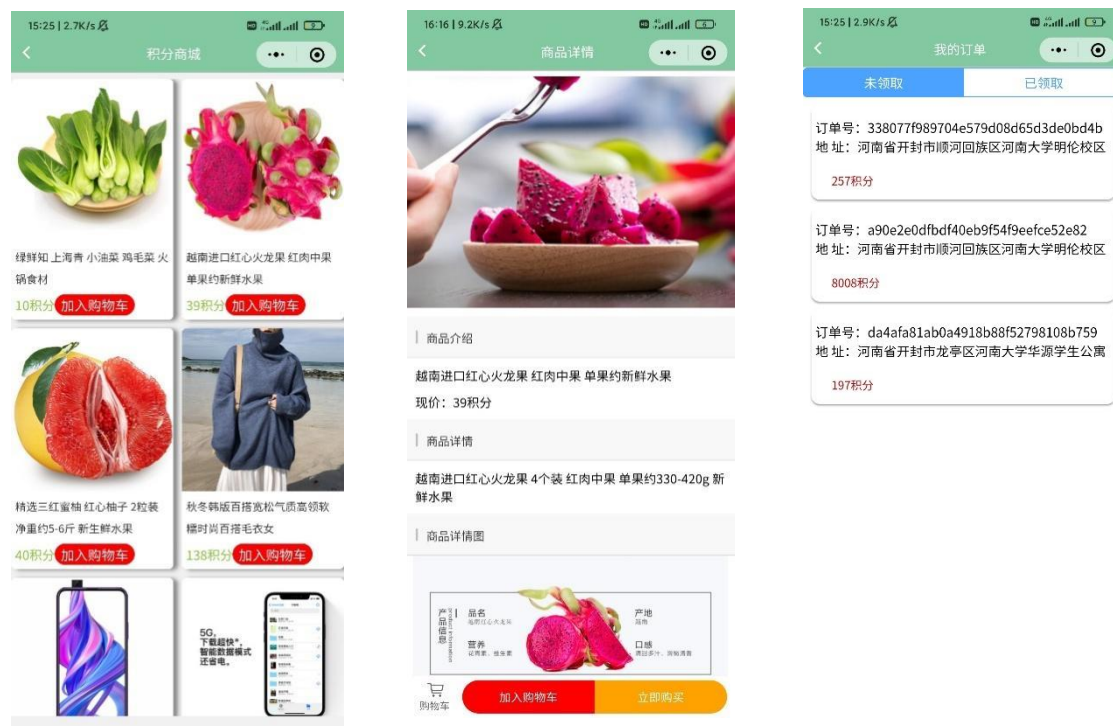 15:25 | 2.7K/s
积分商城
绿鲜知 上海青 小油菜 鸡毛菜 火
锅食材
10积分 加入购物车
越南进口红心火龙果 红肉中果
单果约新鲜水果
39积分 加入购物车
精选三红蜜柚 红心柚子 2粒装
净重约5-6斤 新生鲜水果
40积分 加入购物车
秋冬韩版百搭宽松气质高领软
糯时尚百搭毛衣女
138积分 加入购物车
5G,
下载超快*,
智能数据模式
还省电。
16:16 | 9.2K/s
商品详情
商品介绍
越南进口红心火龙果 红肉中果 单果约新鲜水果
现价：39积分
商品详情
越南进口红心火龙果 4个装 红肉中果 单果约330-420g 新
鲜水果
商品详情图
产品信息
product information
品名
营养
花青素、维生素
产地
越南
口感
购物车
加入购物车
立即购买
15:25 | 2.9K/s
我的订单
未领取
已领取
订单号：338077f989704e579d08d65d3de0bd4b
地 址：河南省开封市顺河回族区河南大学明伦校区
257积分
订单号：a90e2e0dfbdf40eb9f54f9eefce52e82
地 址：河南省开封市顺河回族区河南大学明伦校区
8008积分
订单号：da4afa81ab0a4918b88f52798108b759
地 址：河南省开封市龙亭区河南大学华源学生公寓
197积分